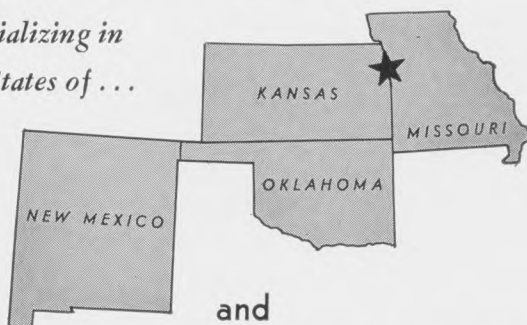 ializing in
tates of ...
KANSAS
MISSOURI
OKLAHOMA
NEW MEXICO
and